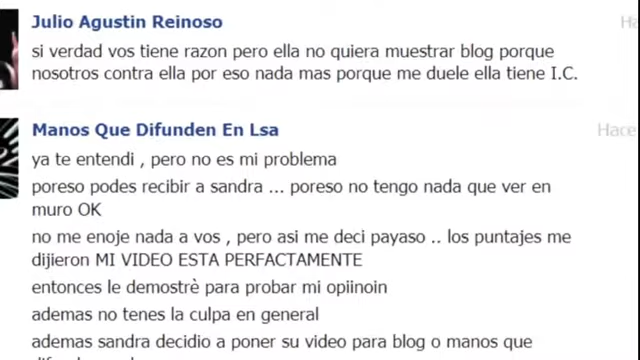 Julio Agustin Reinoso
si verdad vos tiene razon pero ella no quiera muestrar blog porque
nosotros contra ella por eso nada mas porque me duele ella tiene I.C.
Manos Que Difunden En Lsa
Hace
ya te entendi , pero no es mi problema
poreso podes recibir a sandra ... poreso no tengo nada que ver en
muro OK
no me enoje nada a vos , pero asi me deci payaso .. los puntajes me
dijieron MI VIDEO ESTA PERFACTAMENTE
entonces le demostrè para probar mi opiinoin
ademas no tenes la culpa en general
ademas sandra decidio a poner su video para blog o manos que